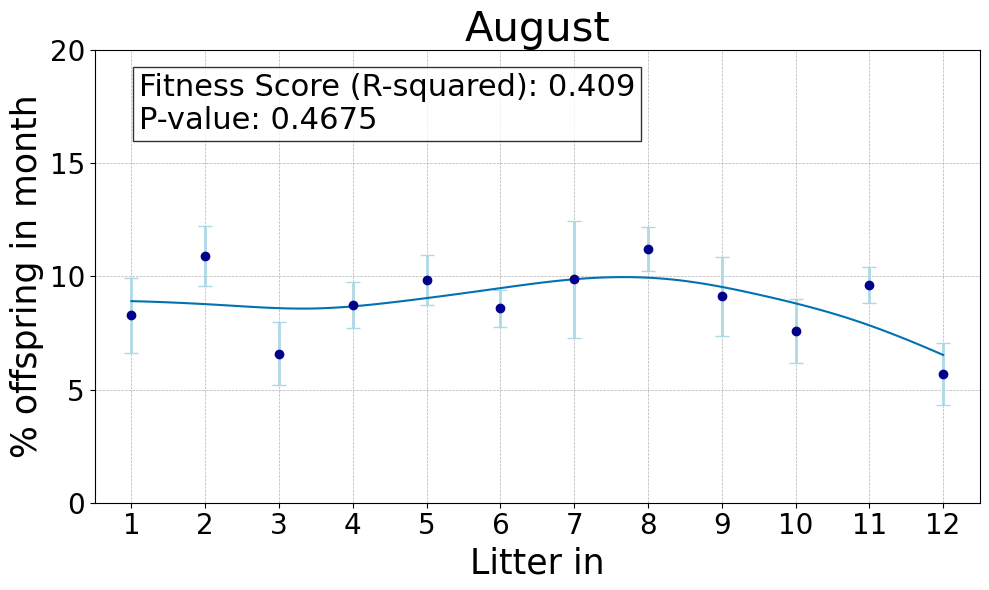 August
Fitness Score (R-squared): 0.409
P-value: 0.4675
% offspring in month
20
15
10
5
0
1 2 3 4 5 6 7 8 9 10 11 12
Litter in